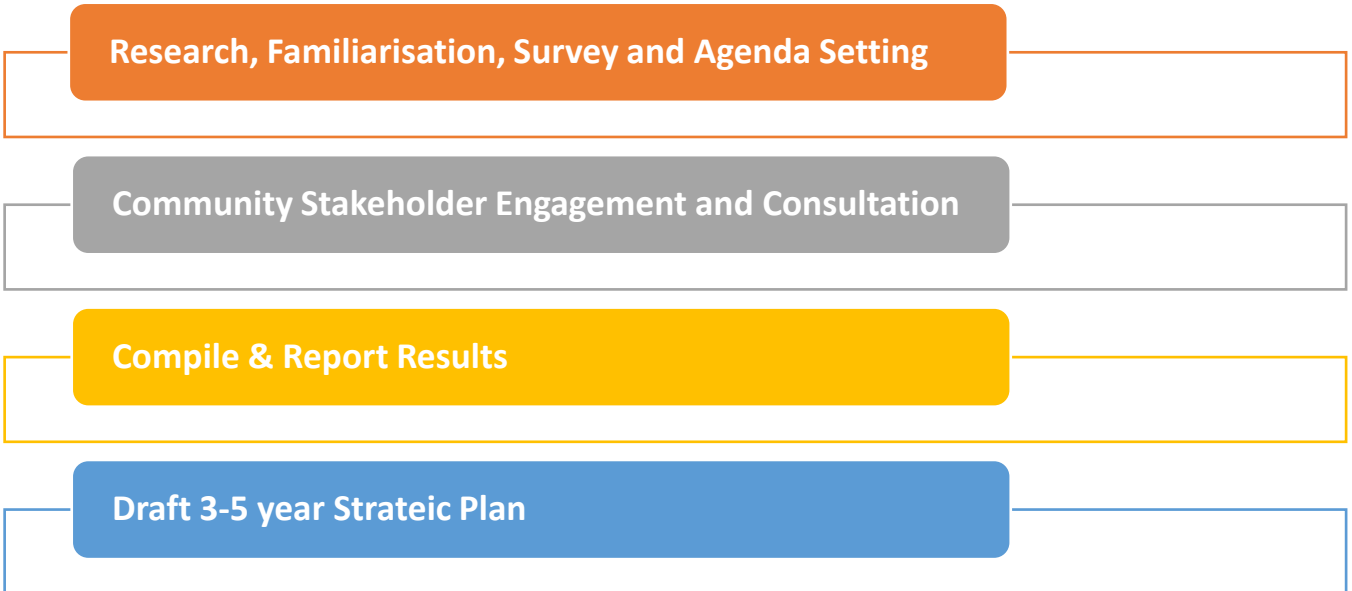 Research, Familiarisation, Survey and Agenda Setting
Community Stakeholder Engagement and Consultation
Compile & Report Results
Draft 3-5 year Strateic Plan